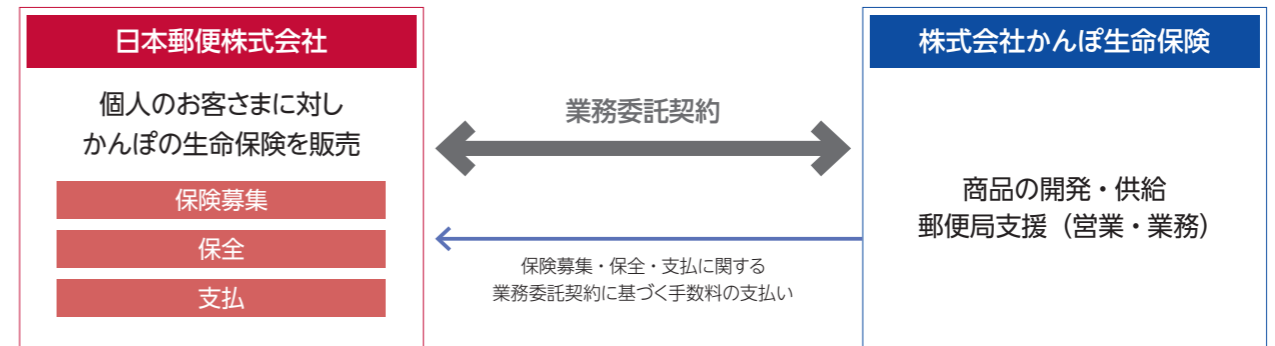 日本郵便株式会社
個人のお客さまに対し
かんぽの生命保険を販売
保険募集
保全
支払
業務委託契約
保険募集・保全・支払に関する
業務委託契約に基づく手数料の支払い
株式会社かんぽ生命保険
商品の開発・供給
郵便局支援（営業・業務）